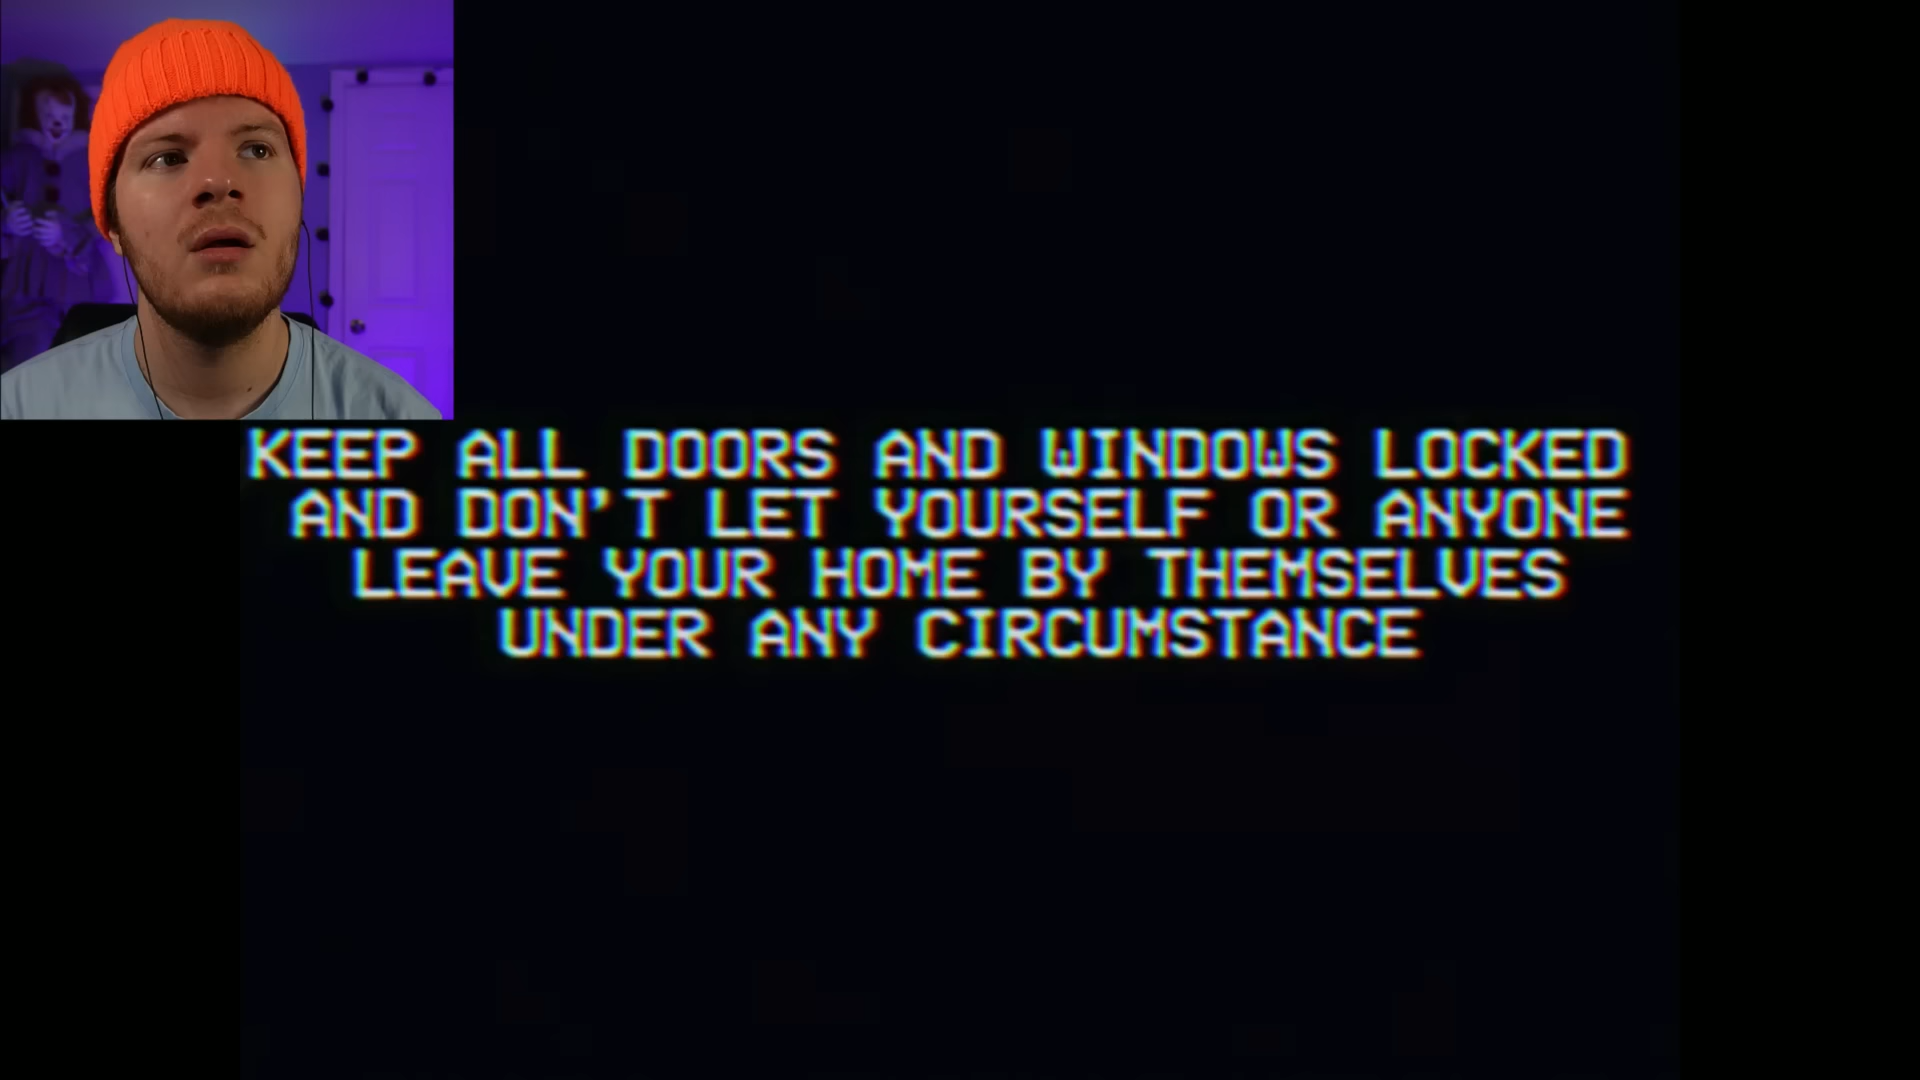 KEEP ALL DOORS AND WINDOWS LOCKED
AND DON'T LET YOURSELF OR ANYONE
LEAVE YOUR HOME BY THEMSELVES
UNDER ANY CIRCUMSTANCE